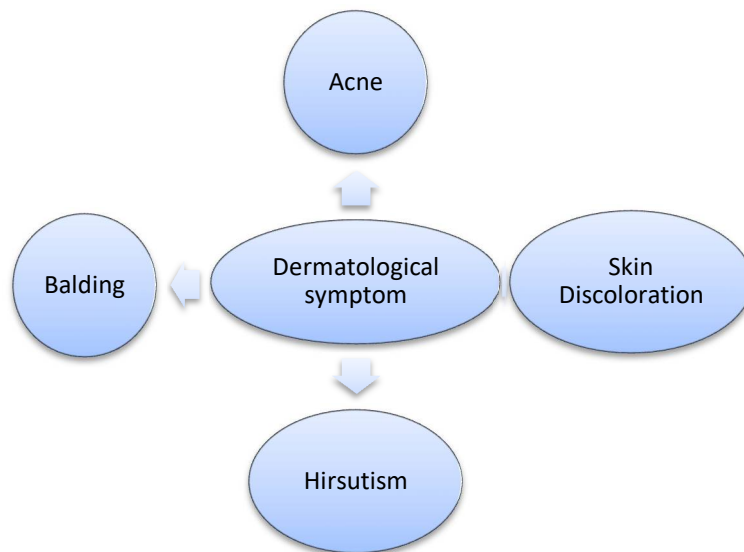 Acne
Balding
Dermatological
symptom
Skin
Discoloration
Hirsutism